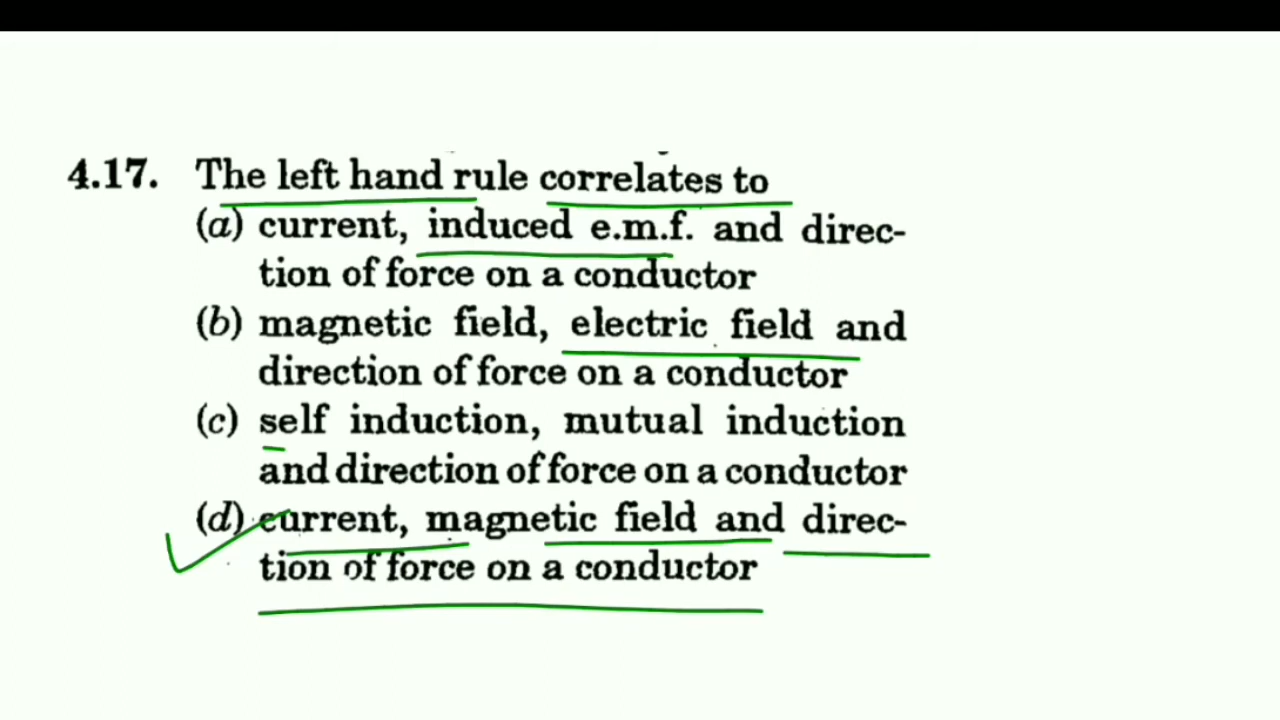 4.17. The left hand rule correlates to
(a) current, induced e.m.f. and direc-
tion of force on a conductor
(b) magnetic field, electric field and
direction of force on a conductor
(c) self induction, mutual induction
and direction of force on a conductor
(d) current, magnetic field and direc-
tion of force on a conductor